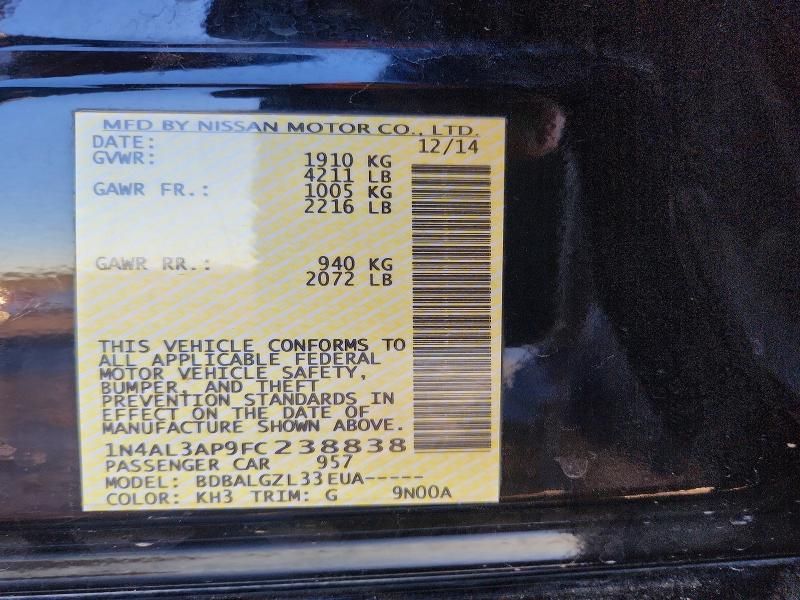 MFD BY NISSAN MOTOR CO., LTD.
DATE: 12/14
GVWR: 1910 KG
4211 LB
GAWR FR.: 1005 KG
2216 LB
GAWR RR.: 940 KG
2072 LB
THIS VEHICLE CONFORMS TO
ALL APPLICABLE FEDERAL
MOTOR VEHICLE SAFETY,
BUMPER, AND THEFT
PREVENTION STANDARDS IN
EFFECT ON THE DATE OF
MANUFACTURE SHOWN ABOVE.
1N4AL3AP9FC238838
PASSENGER CAR 957
MODEL: BDBALGZL33EUA-----
COLOR: KH3 TRIM: G 9N00A